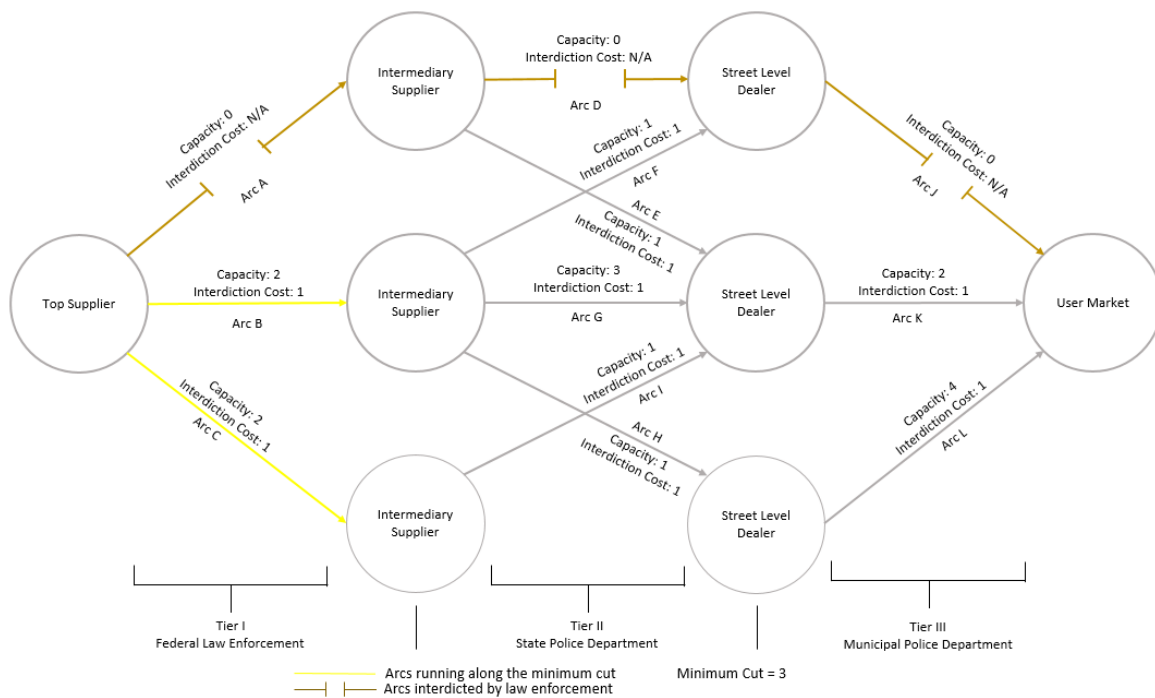 Capacity: 0
Interdiction Cost: N/A
Arc D
Intermediary
Supplier
Street Level
Dealer
Capacity: 0
Interdiction Cost: N/A
Arc A
Capacity: 1
Interdiction Cost: 1
Arc F
Arc E
Capacity: 1
Interdiction Cost: 1
Capacity: 0
Interdiction Cost: N/A
Arc J
Top Supplier
Capacity: 2
Interdiction Cost: 1
Arc B
Intermediary
Supplier
Capacity: 3
Interdiction Cost: 1
Arc G
Street Level
Dealer
Capacity: 2
Interdiction Cost: 1
Arc K
User Market
Capacity: 2
Interdiction Cost: 1
Arc C
Capacity: 1
Interdiction Cost: 1
Arc I
Arc H
Capacity: 1
Interdiction Cost: 1
Capacity: 4
Interdiction Cost: 1
Arc L
Intermediary
Supplier
Street Level
Dealer
Tier I
Federal Law Enforcement
Tier II
State Police Department
Tier III
Municipal Police Department
Arcs running along the minimum cut
Minimum Cut = 3
Arcs interdicted by law enforcement